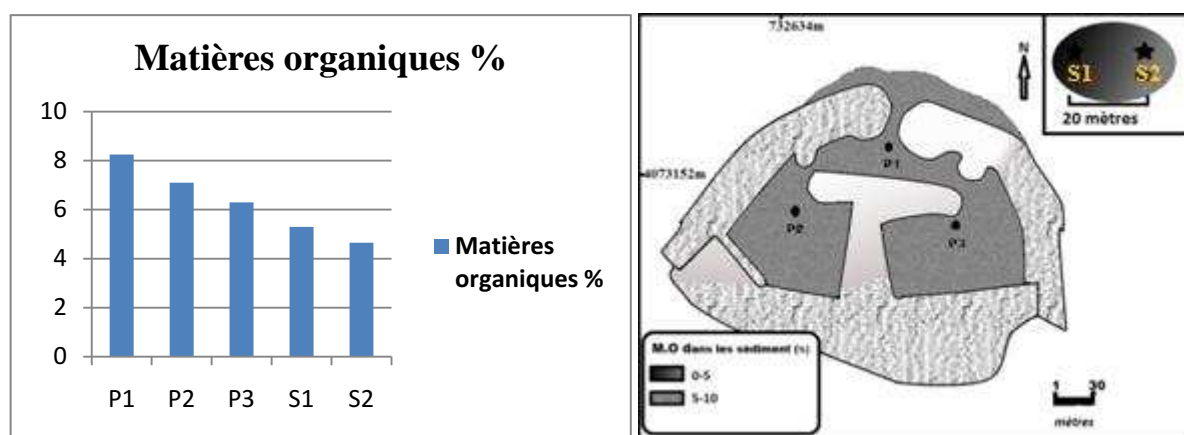 Matières organiques %
10
8
6
4
2
0
P1 P2 P3 S1 S2
Matières
organiques %
732634m
N
S1 S2
20 mètres
4073152m
P1
P2
P3
M.O dans les sédiment (%)
0-5
5-10
1 30
mètres